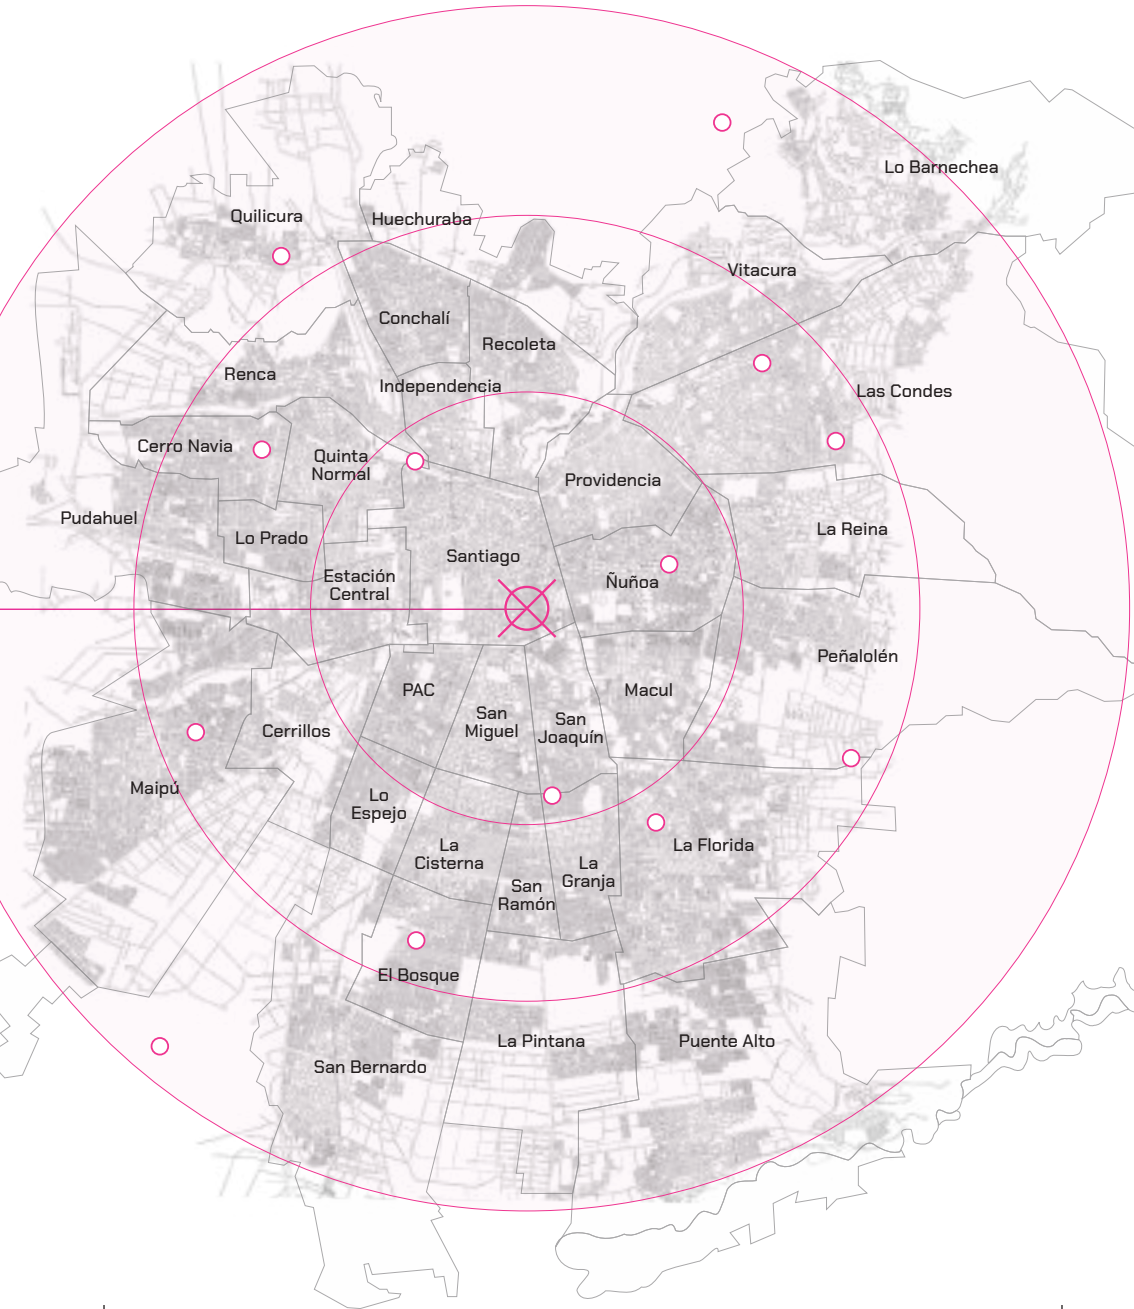 Lo Barnechea
Quilicura
Huechuraba
Vitacura
Conchalí
Recoleta
Renca
Independencia
Las Condes
Cerro Navia
Quinta
Normal
Providencia
Pudahuel
Lo Prado
La Reina
Santiago
Estación
Central
Ñuñoa
Peñalolén
PAC
Macul
San
Miguel
San
Joaquín
Cerrillos
Maipú
Lo
Espejo
La
Cisterna
La Florida
La
Granja
San
Ramón
El Bosque
La Pintana
Puente Alto
San Bernardo